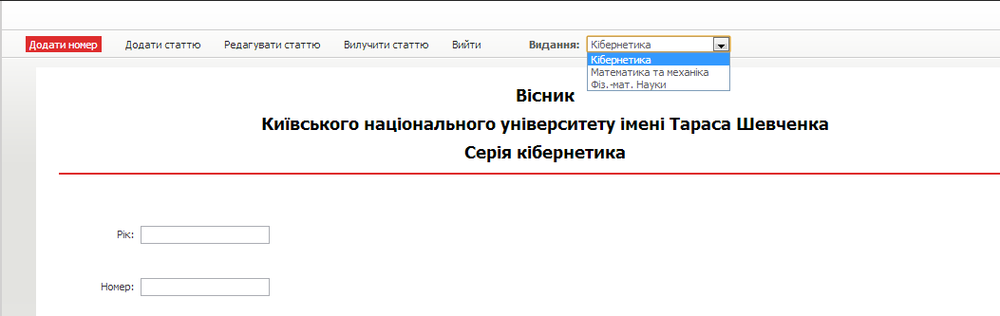 Додати номер Додати статтю Редагувати статтю Вилучити статтю Вийти Видання: Кібернетика
Кібернетика
Математика та механіка
Фіз.-мат. Науки
Вісник
Київського національного університету імені Тараса Шевченка
Серія кібернетика
Рік:
Номер: